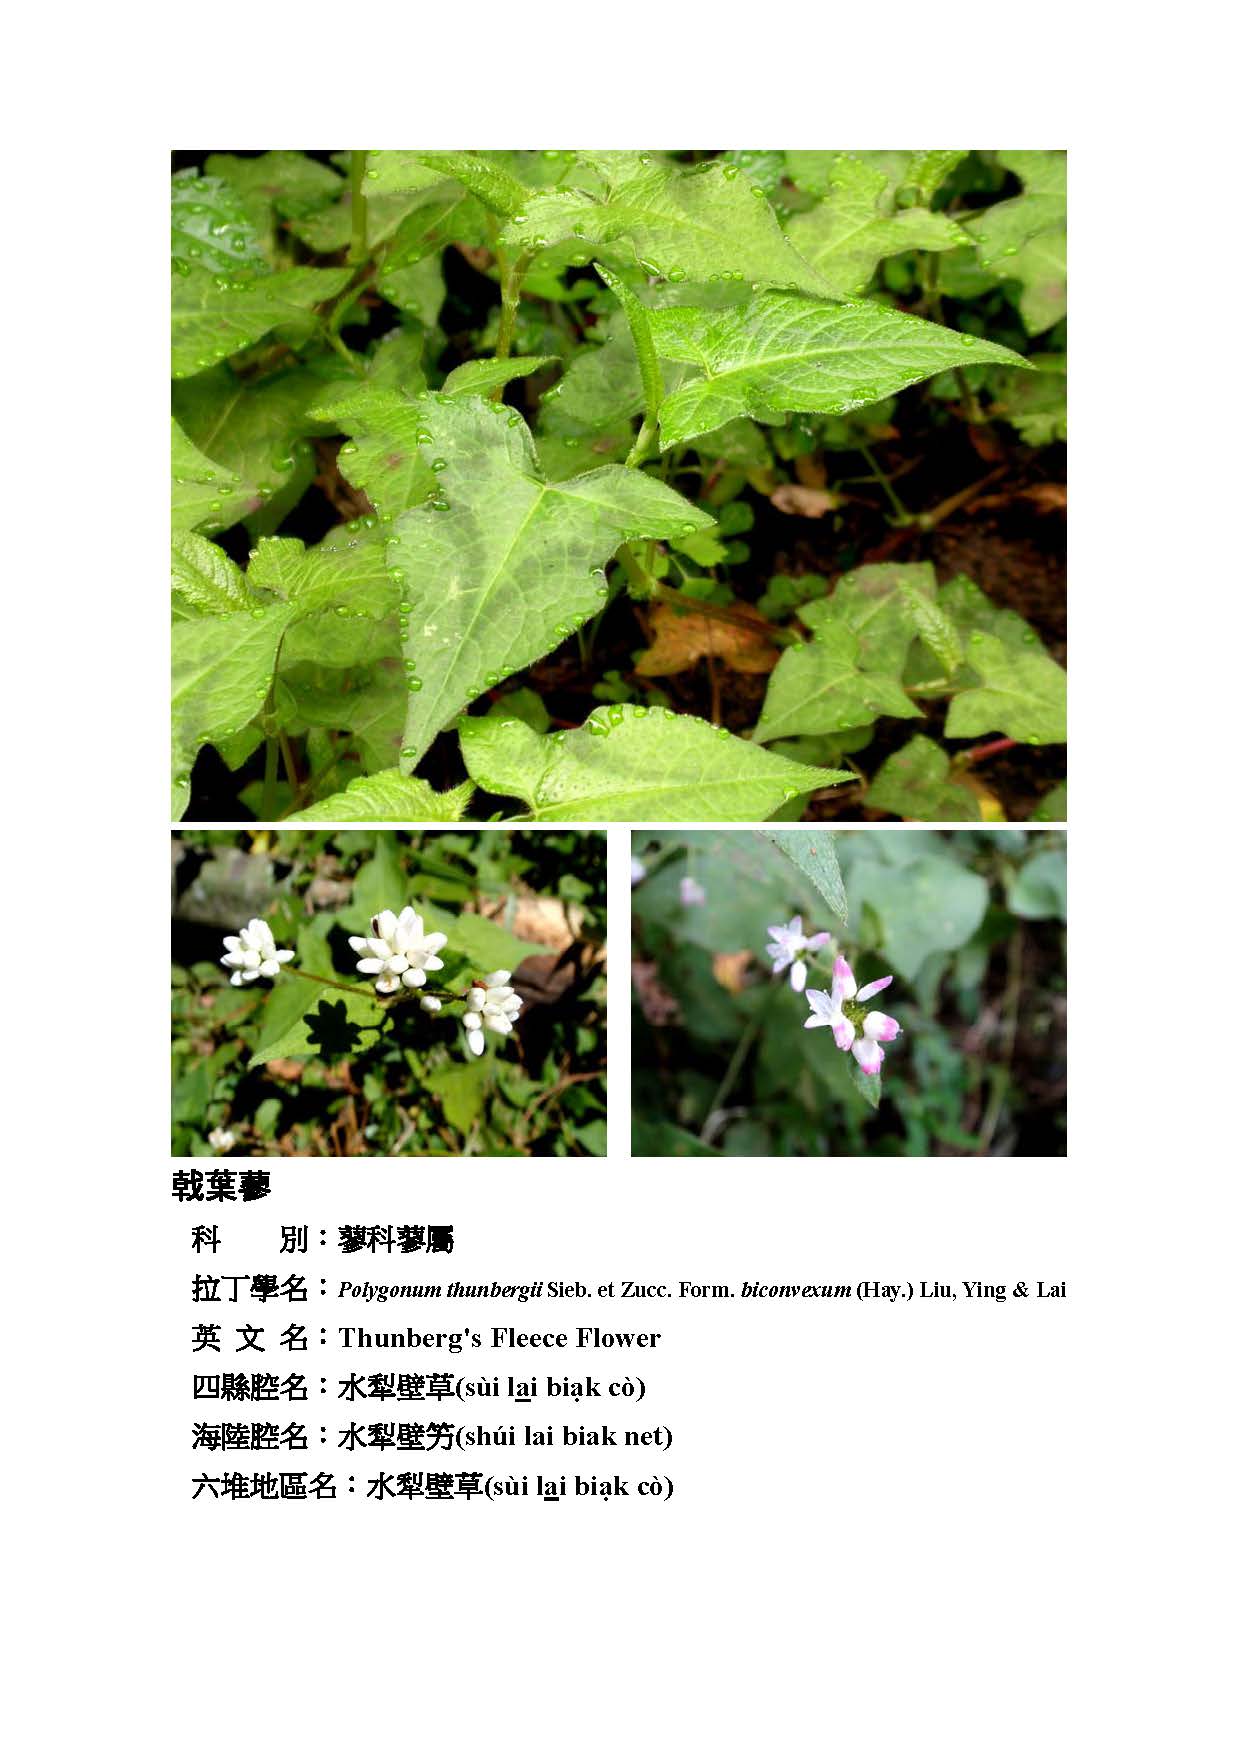 戟葉蓼
科　　別：蓼科蓼屬
拉丁學名：Polygonum thunbergii Sieb. et Zucc. Form. biconvexum (Hay.) Liu, Ying & Lai
英 文 名：Thunberg's Fleece Flower
四縣腔名：水犁壁草(sùi la̲i bia̩k cò)
海陸腔名：水犁壁竻(shúi lai biak net)
六堆地區名：水犁壁草(sùi la̲i biạk cò)